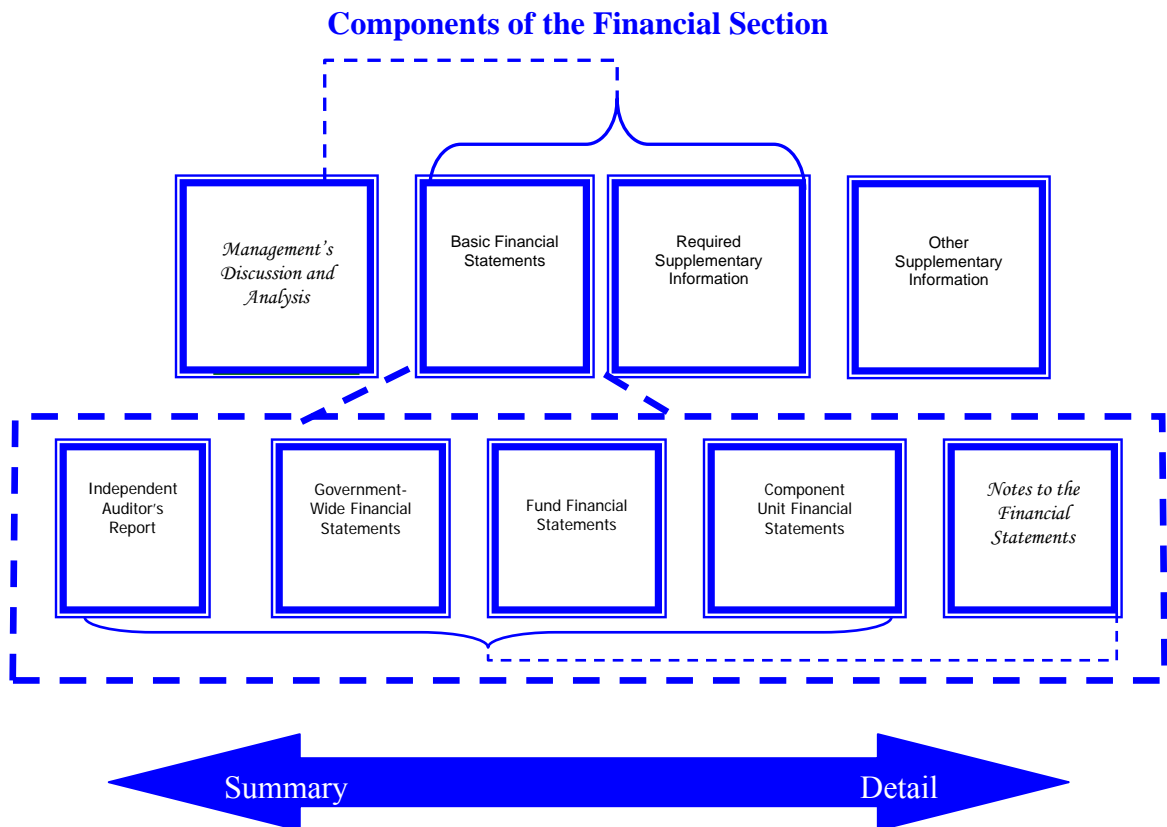 Components of the Financial Section
Management’s
Discussion and
Analysis
Basic Financial
Statements
Required
Supplementary
Information
Other
Supplementary
Information
Independent
Auditor’s
Report
Government-
Wide Financial
Statements
Fund Financial
Statements
Component
Unit Financial
Statements
Notes to the
Financial
Statements
Summary
Detail